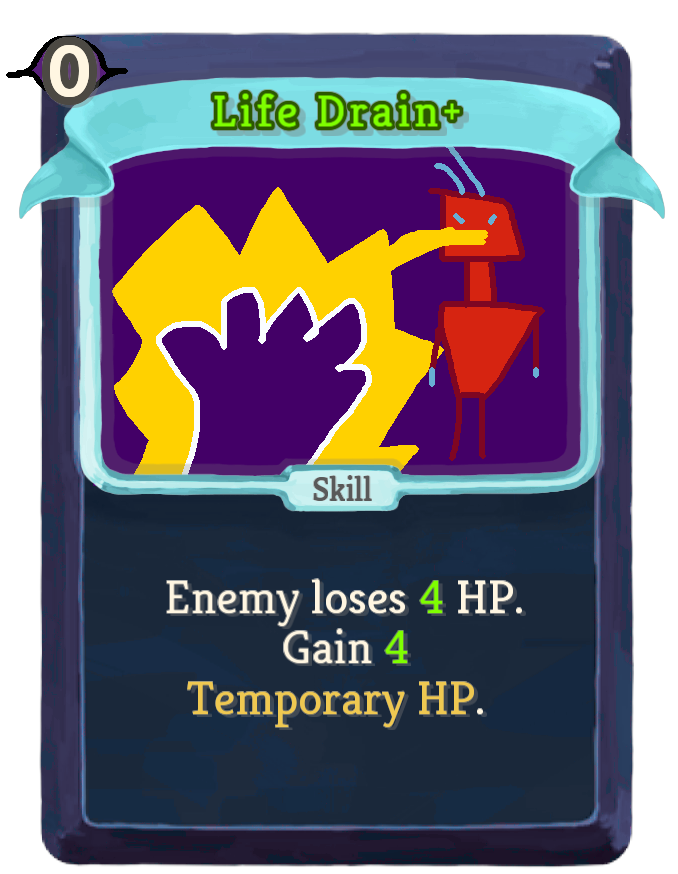 0
Life Drain+
Skill
Enemy loses 4 HP.
Gain 4
Temporary HP.